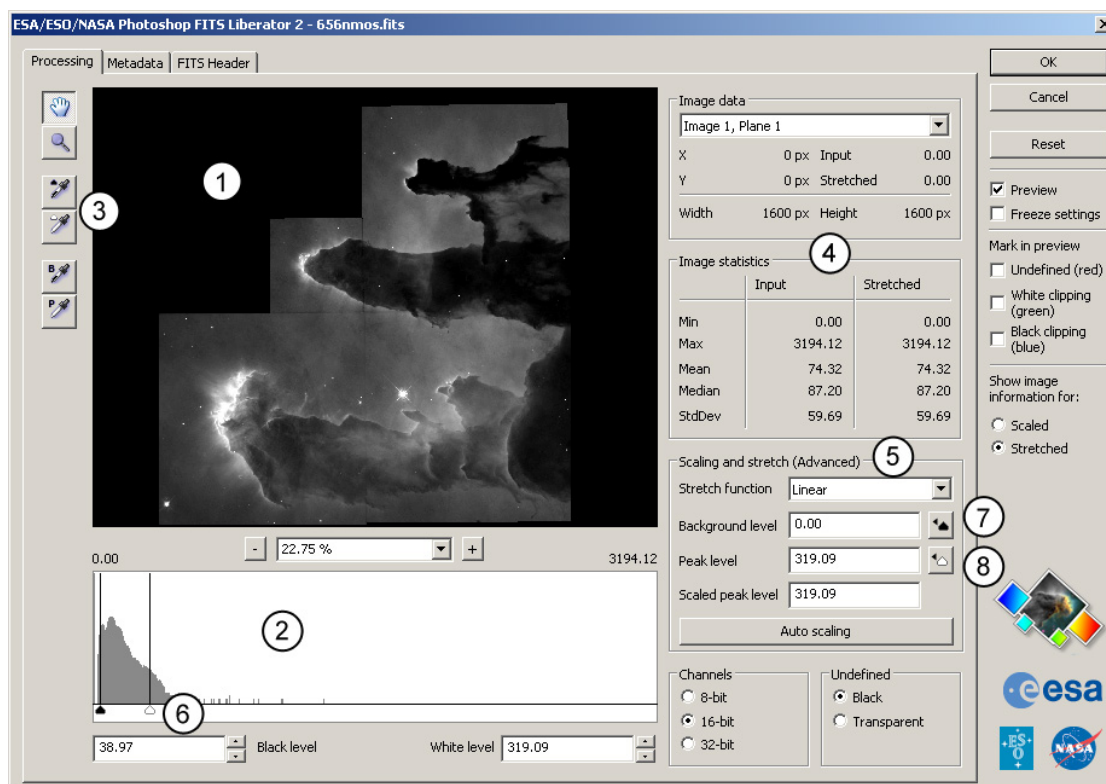 ESA/ESO/NASA Photoshop FITS Liberator 2 - 656nmos.fits
Processing Metadata FITS Header
1
3
B
P
- 22.75 % +
0.00 3194.12
2
6
38.97 Black level White level 319.09
Image data
Image 1, Plane 1
X 0 px Input 0.00
Y 0 px Stretched 0.00
Width 1600 px Height 1600 px
4
Image statistics
Input Stretched
Min 0.00 0.00
Max 3194.12 3194.12
Mean 74.32 74.32
Median 87.20 87.20
StdDev 59.69 59.69
5
Scaling and stretch (Advanced)
Stretch function Linear
Background level 0.00
7
Peak level 319.09
8
Scaled peak level 319.09
Auto scaling
Channels
8-bit
16-bit
32-bit
Undefined
Black
Transparent
OK
Cancel
Reset
Preview
Freeze settings
Mark in preview
Undefined (red)
White clipping
(green)
Black clipping
(blue)
Show image
information for:
Scaled
Stretched
esa
ESO
NASA